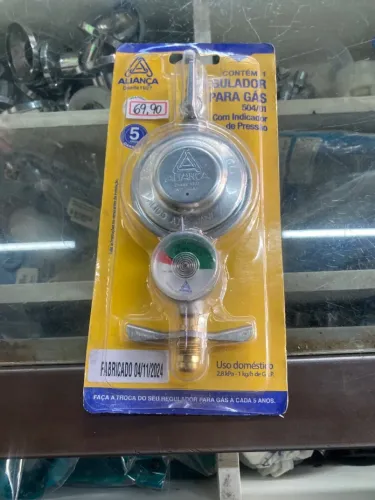 ALIANÇA
69,90
CONTÉM 1
GULADOR
PARA GÁS
504/01
Com Indicador
de Pressão
5
ALIANÇA
FABRICADO 04/11/2024
Uso doméstico
FAÇA A TROCA DO SEU REGULADOR PARA GÁS A CADA 5 ANOS.